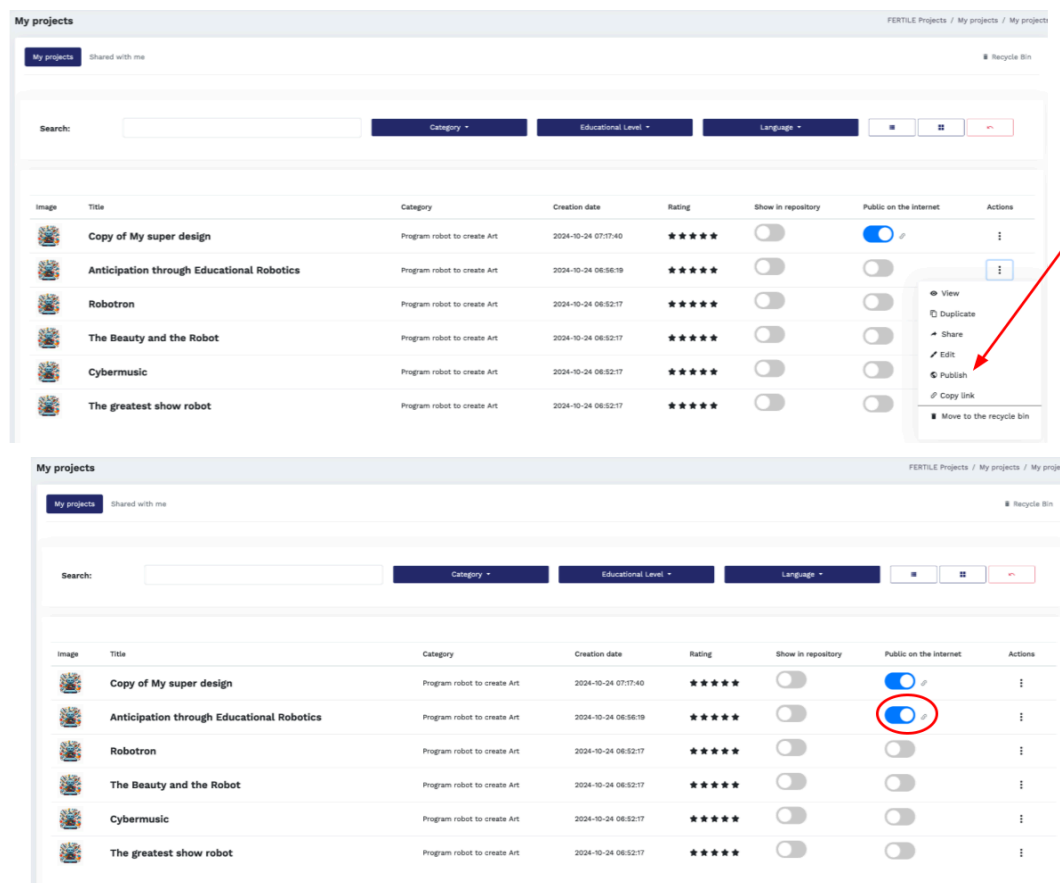 My projects FERTILE Projects / My projects / My projects
My projects Shared with me Recycle Bin
Search: Category Educational Level Language
Image Title Category Creation date Rating Show in repository Public on the internet Actions
Copy of My super design Program robot to create Art 2024-10-24 07:17:40
Anticipation through Educational Robotics Program robot to create Art 2024-10-24 06:56:19
View
Robotron Program robot to create Art 2024-10-24 06:52:17
Duplicate
Share
The Beauty and the Robot Program robot to create Art 2024-10-24 06:52:17
Edit
Cybermusic Program robot to create Art 2024-10-24 06:52:17
Publish
Copy link
The greatest show robot Program robot to create Art 2024-10-24 06:52:17
Move to the recycle bin
My projects FERTILE Projects / My projects / My proje
My projects Shared with me Recycle Bin
Search: Category Educational Level Language
Image Title Category Creation date Rating Show in repository Public on the internet Actions
Copy of My super design Program robot to create Art 2024-10-24 07:17:40
Anticipation through Educational Robotics Program robot to create Art 2024-10-24 06:56:19
Robotron Program robot to create Art 2024-10-24 06:52:17
The Beauty and the Robot Program robot to create Art 2024-10-24 06:52:17
Cybermusic Program robot to create Art 2024-10-24 06:52:17
The greatest show robot Program robot to create Art 2024-10-24 06:52:17